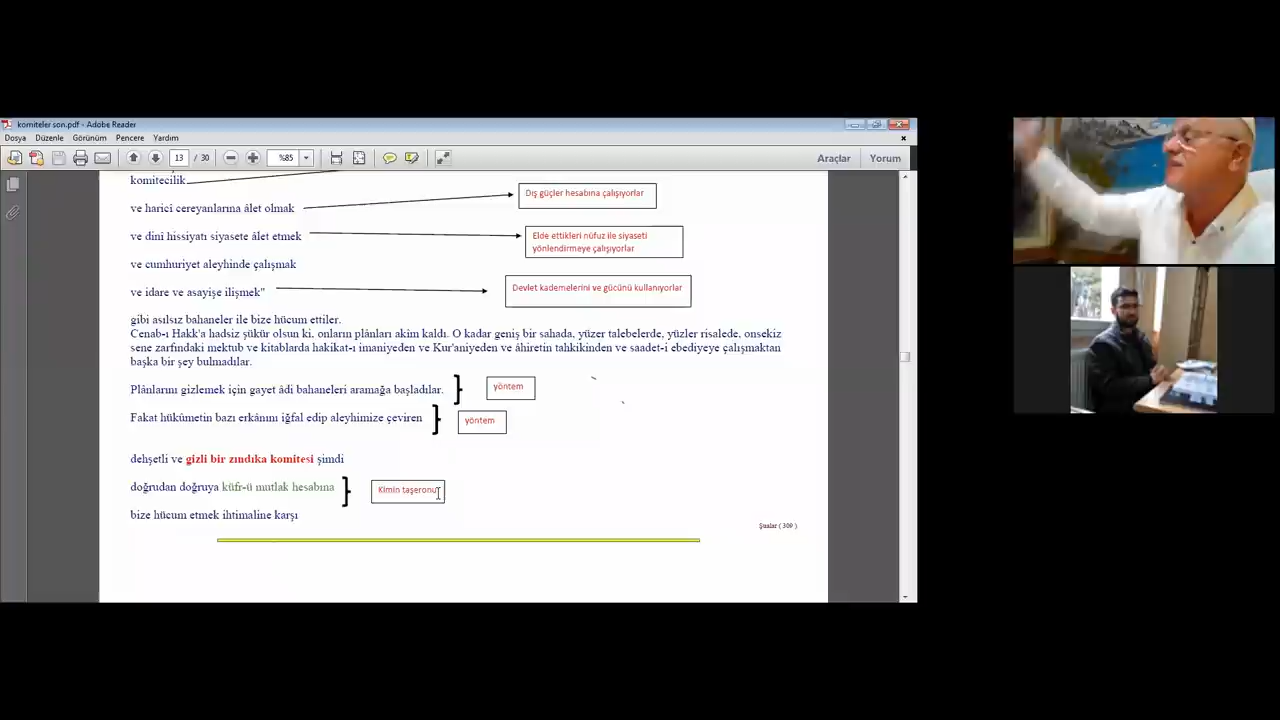 komiteler son.pdf - Adobe Reader
Dosya Düzenle Görünüm Pencere Yardım
13 / 30 %85 Araçlar Yorum
komitecilik
Dış güçler hesabına çalışıyorlar
ve haricî cereyanlarına âlet olmak
Elde ettikleri nüfuz ile siyaseti
yönlendirmeye çalışıyorlar
ve dini hissiyatı siyasete âlet etmek
ve cumhuriyet aleyhinde çalışmak
Devlet kademelerini ve gücünü kullanıyorlar
ve idare ve asayişe ilişmek"
gibi asılsız bahaneler ile bize hücum ettiler.
Cenab-ı Hakk'a hadsiz şükür olsun ki, onların plânları akim kaldı. O kadar geniş bir sahada, yüzer talebelerde, yüzler risalede, onsekiz
sene zarfındaki mektub ve kitablarda hakikat-ı imaniyeden ve Kur'aniyeden ve âhiretin tahkikinden ve saadet-i ebediyeye çalışmaktan
başka bir şey bulmadılar.
Plânlarını gizlemek için gayet âdi bahaneleri aramağa başladılar. } yöntem
Fakat hükûmetin bazı erkânını iğfal edip aleyhimize çeviren } yöntem
dehşetli ve gizli bir zındıka komitesi şimdi
doğrudan doğruya küfr-ü mutlak hesabına } Kimin taşeronu
bize hücum etmek ihtimaline karşı
Şualar ( 309 )